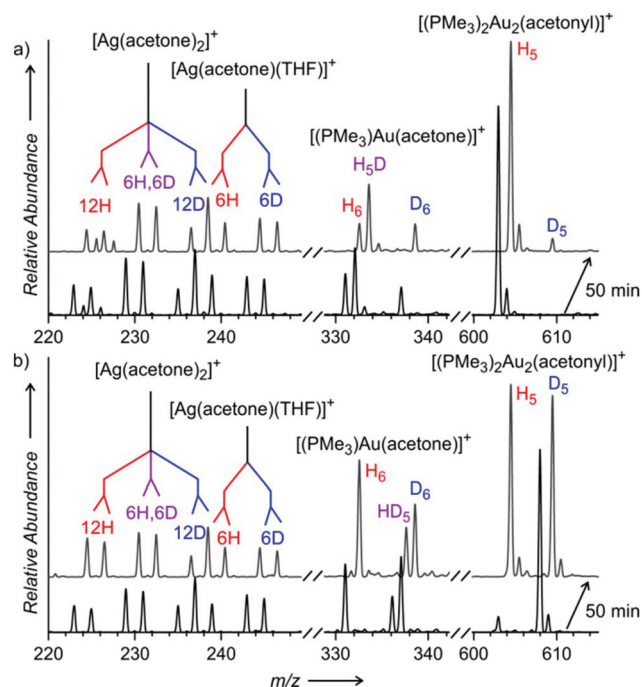 [(PMe₃)₂Au₂(acetonyl)]⁺
a)
[Ag(acetone)₂]⁺
H₅
[Ag(acetone)(THF)]⁺
[(PMe₃)Au(acetone)]⁺
H₅D
12H
6H,6D
12D
6H
6D
H₆
D₆
D₅
Relative Abundance
50 min
220 230 240 330 340 600 610
b)
[(PMe₃)₂Au₂(acetonyl)]⁺
[Ag(acetone)₂]⁺
H₅
D₅
[Ag(acetone)(THF)]⁺
[(PMe₃)Au(acetone)]⁺
H₆
D₆
HD₅
12H
6H,6D
12D
6H
6D
Relative Abundance
50 min
220 230 240 330 340 600 610
m/z